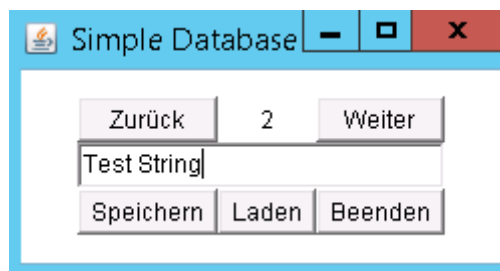 Simple Database
Zurück 2 Weiter
Test String
Speichern Laden Beenden